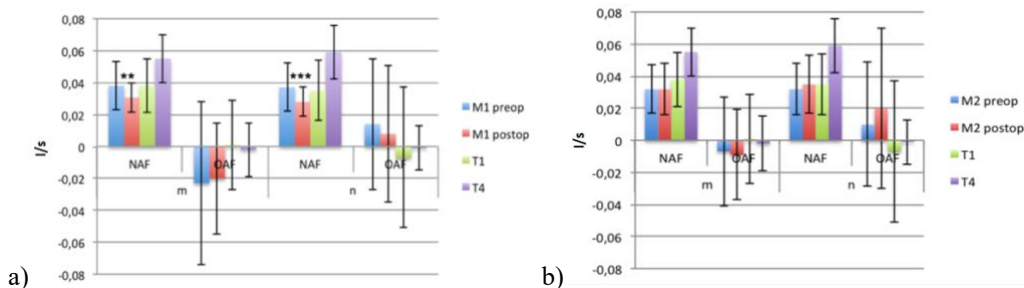 0,08
0,06
0,04
0,02
0
-0,02
-0,04
-0,06
-0,08
l/s
** ***
NAF OAF NAF OAF
m n
M1 preop
M1 postop
T1
T4
a)
0,08
0,06
0,04
0,02
0
-0,02
-0,04
-0,06
-0,08
l/s
NAF OAF NAF OAF
m n
M2 preop
M2 postop
T1
T4
b)